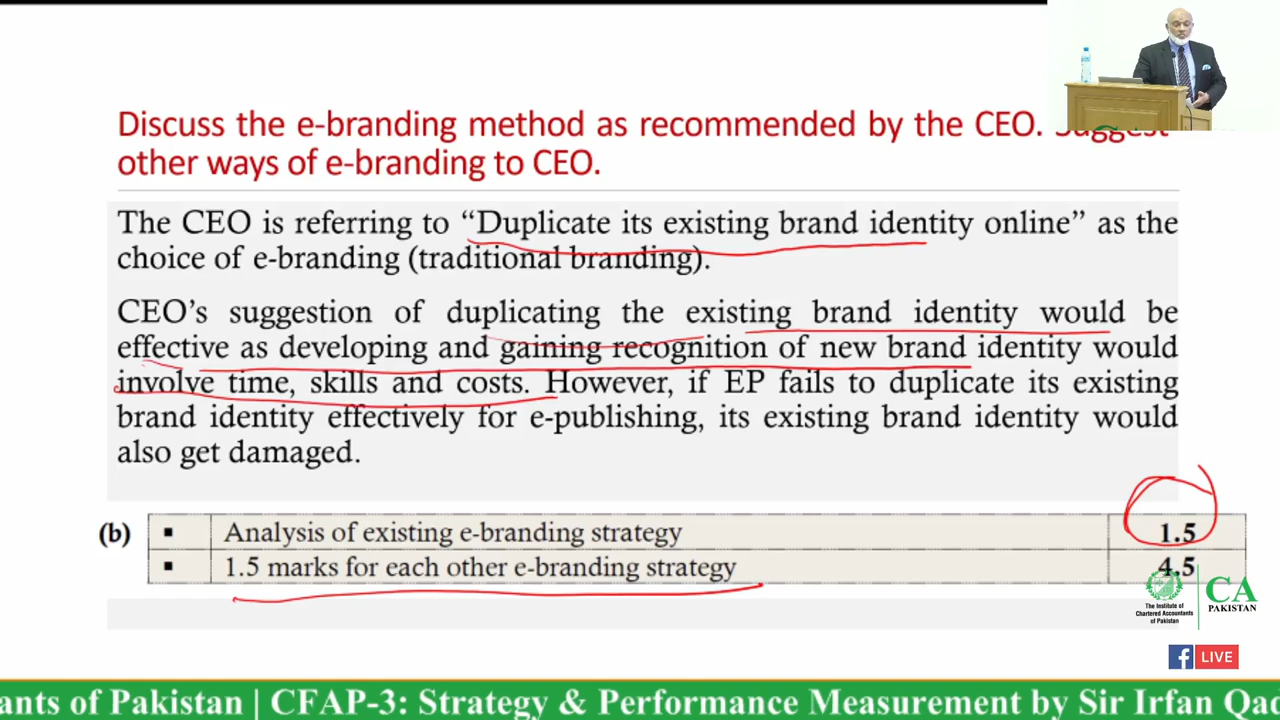 Discuss the e-branding method as recommended by the CEO. Suggest
other ways of e-branding to CEO.
The CEO is referring to “Duplicate its existing brand identity online” as the
choice of e-branding (traditional branding).
CEO’s suggestion of duplicating the existing brand identity would be
effective as developing and gaining recognition of new brand identity would
involve time, skills and costs. However, if EP fails to duplicate its existing
brand identity effectively for e-publishing, its existing brand identity would
also get damaged.
(b) ▪ Analysis of existing e-branding strategy 1.5
▪ 1.5 marks for each other e-branding strategy 4.5
The Institute of
Chartered Accountants
of Pakistan
CA
PAKISTAN
f LIVE
ants of Pakistan | CFAP-3: Strategy & Performance Measurement by Sir Irfan Qad